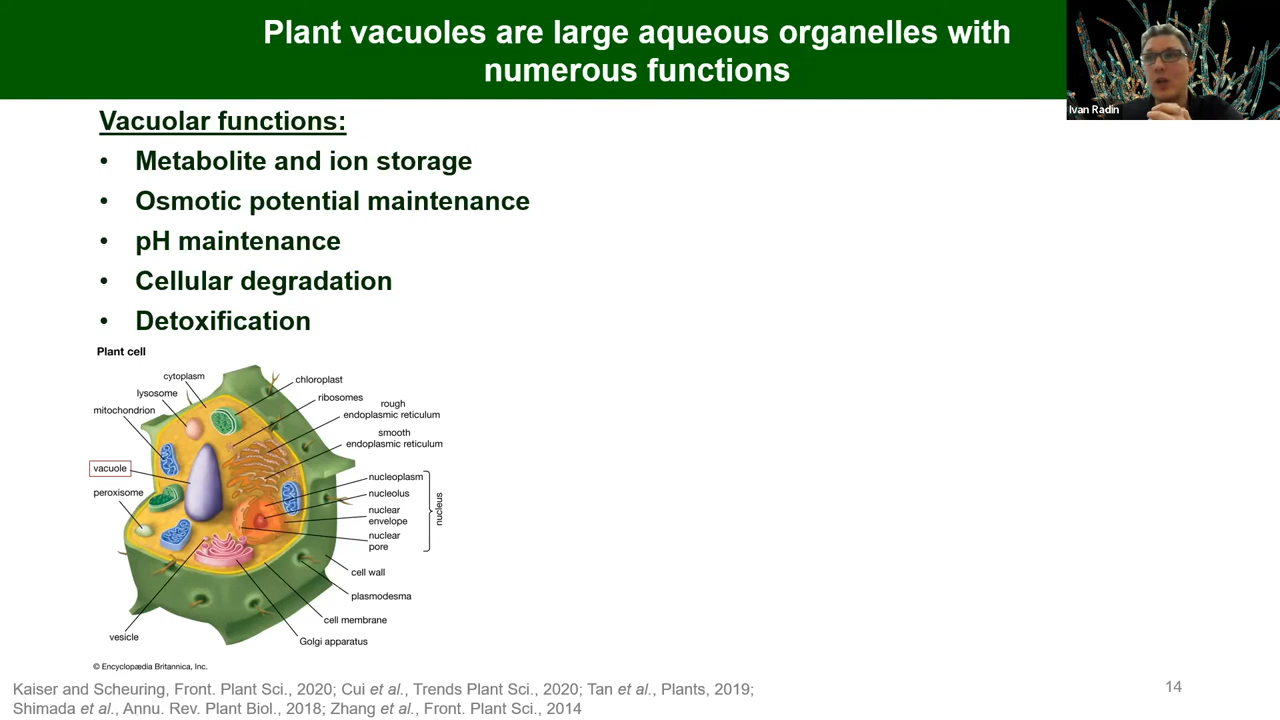 Plant vacuoles are large aqueous organelles with
numerous functions
Ivan Radin
Vacuolar functions:
• Metabolite and ion storage
• Osmotic potential maintenance
• pH maintenance
• Cellular degradation
• Detoxification
Plant cell
cytoplasm
lysosome
mitochondrion
vacuole
peroxisome
vesicle
chloroplast
ribosomes
rough
endoplasmic reticulum
smooth
endoplasmic reticulum
nucleoplasm
nucleolus
nuclear
envelope
nuclear
pore
nucleus
cell wall
plasmodesma
cell membrane
Golgi apparatus
© Encyclopædia Britannica, Inc.
Kaiser and Scheuring, Front. Plant Sci., 2020; Cui et al., Trends Plant Sci., 2020; Tan et al., Plants, 2019;
Shimada et al., Annu. Rev. Plant Biol., 2018; Zhang et al., Front. Plant Sci., 2014
14